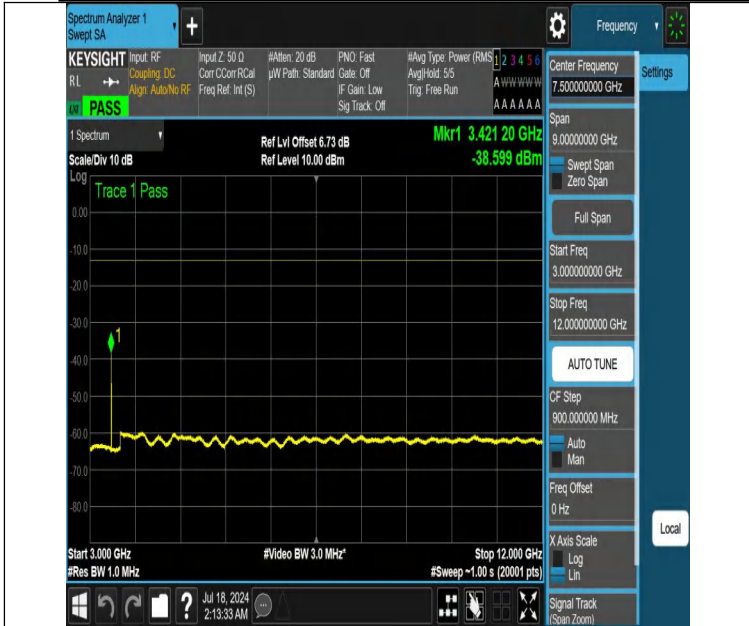 Spectrum Analyzer 1
Swept SA
+
Frequency
KEYSIGHT
RL
LXI PASS
Input: RF
Coupling: DC
Align: Auto/No RF
Input Z: 50 Ω
Corr CCorr RCal
Freq Ref: Int (S)
#Atten: 20 dB
µW Path: Standard
PNO: Fast
Gate: Off
IF Gain: Low
Sig Track: Off
#Avg Type: Power (RMS
Avg|Hold: 5/5
Trig: Free Run
1 2 3 4 5 6
A W W W W W
A A A A A A
1 Spectrum
Scale/Div 10 dB
Ref Lvl Offset 6.73 dB
Ref Level 10.00 dBm
Mkr1 3.421 20 GHz
-38.599 dBm
Log
Trace 1 Pass
0.00
-10.0
-20.0
-30.0
1
-40.0
-50.0
-60.0
-70.0
-80.0
Start 3.000 GHz
#Res BW 1.0 MHz
#Video BW 3.0 MHz*
Stop 12.000 GHz
#Sweep ~1.00 s (20001 pts)
Jul 18, 2024
2:13:33 AM
Center Frequency
7.500000000 GHz
Settings
Span
9.00000000 GHz
Swept Span
Zero Span
Full Span
Start Freq
3.000000000 GHz
Stop Freq
12.000000000 GHz
AUTO TUNE
CF Step
900.000000 MHz
Auto
Man
Freq Offset
0 Hz
X Axis Scale
Log
Lin
Local
Signal Track
(Span Zoom)